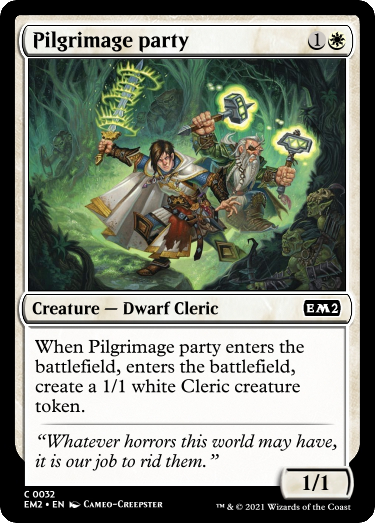 Pilgrimage party 1
Creature — Dwarf Cleric EM2
When Pilgrimage party enters the
battlefield, enters the battlefield,
create a 1/1 white Cleric creature
token.
“Whatever horrors this world may have,
it is our job to rid them.”
1/1
C 0032
EM2 • EN Cameo-Creepster
™ & © 2021 Wizards of the Coast